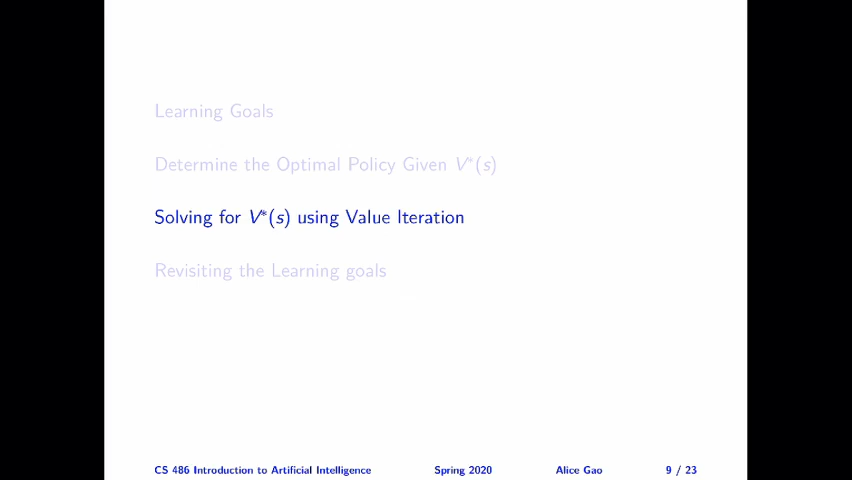 Learning Goals
Determine the Optimal Policy Given V*(s)
Solving for V*(s) using Value Iteration
Revisiting the Learning goals
CS 486 Introduction to Artificial Intelligence Spring 2020 Alice Gao 9 / 23